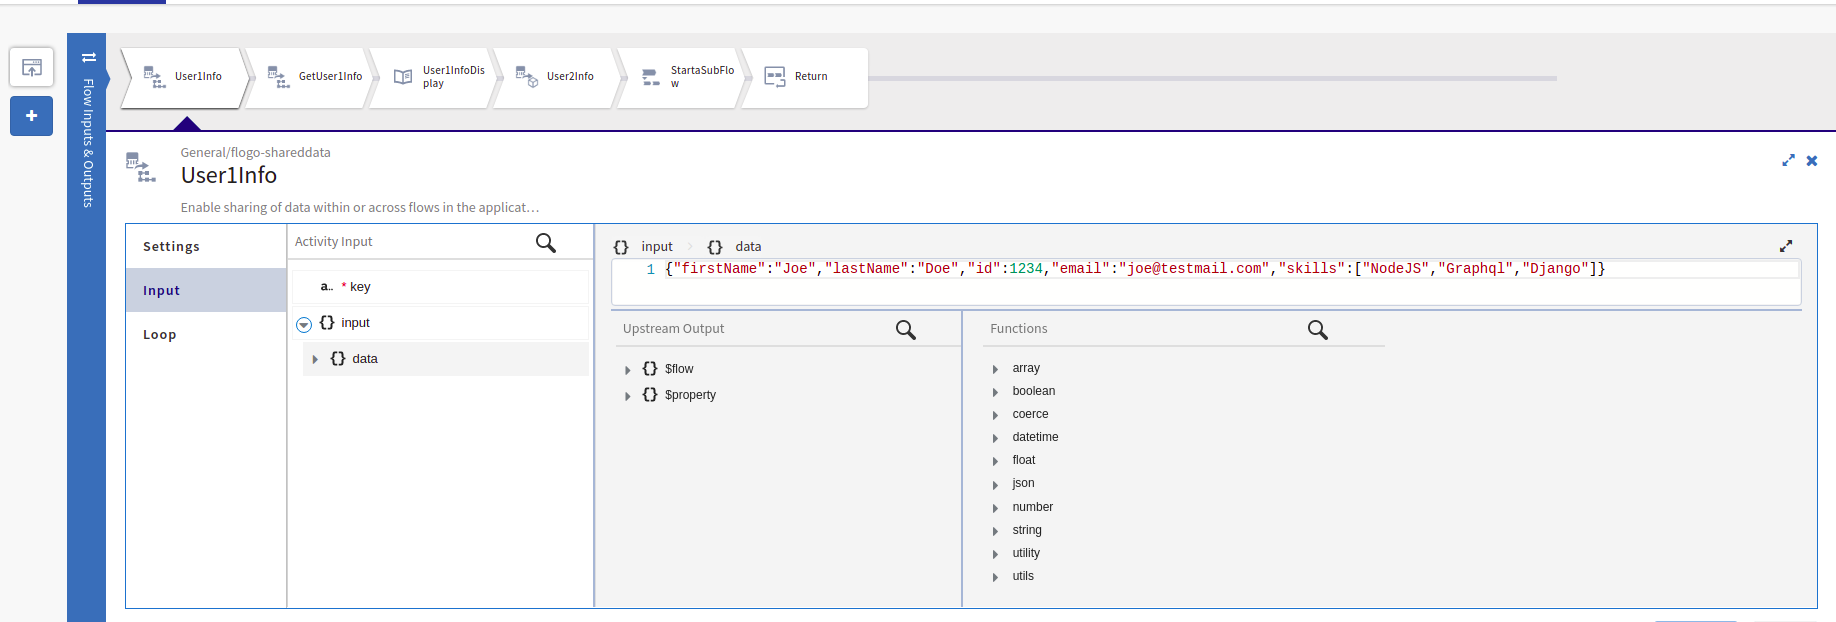 Flow Inputs & Outputs
User1Info
GetUser1Info
User1InfoDis
play
User2Info
StartaSubFlo
w
Return
General/flogo-shareddata
User1Info
Enable sharing of data within or across flows in the applicat…
Settings
Input
Loop
Activity Input
a.. * key
{} input
{} data
{} input {} data
1 {"firstName":"Joe","lastName":"Doe","id":1234,"email":"joe@testmail.com","skills":["NodeJS","Graphql","Django"]}
Upstream Output
{} $flow
{} $property
Functions
array
boolean
coerce
datetime
float
json
number
string
utility
utils